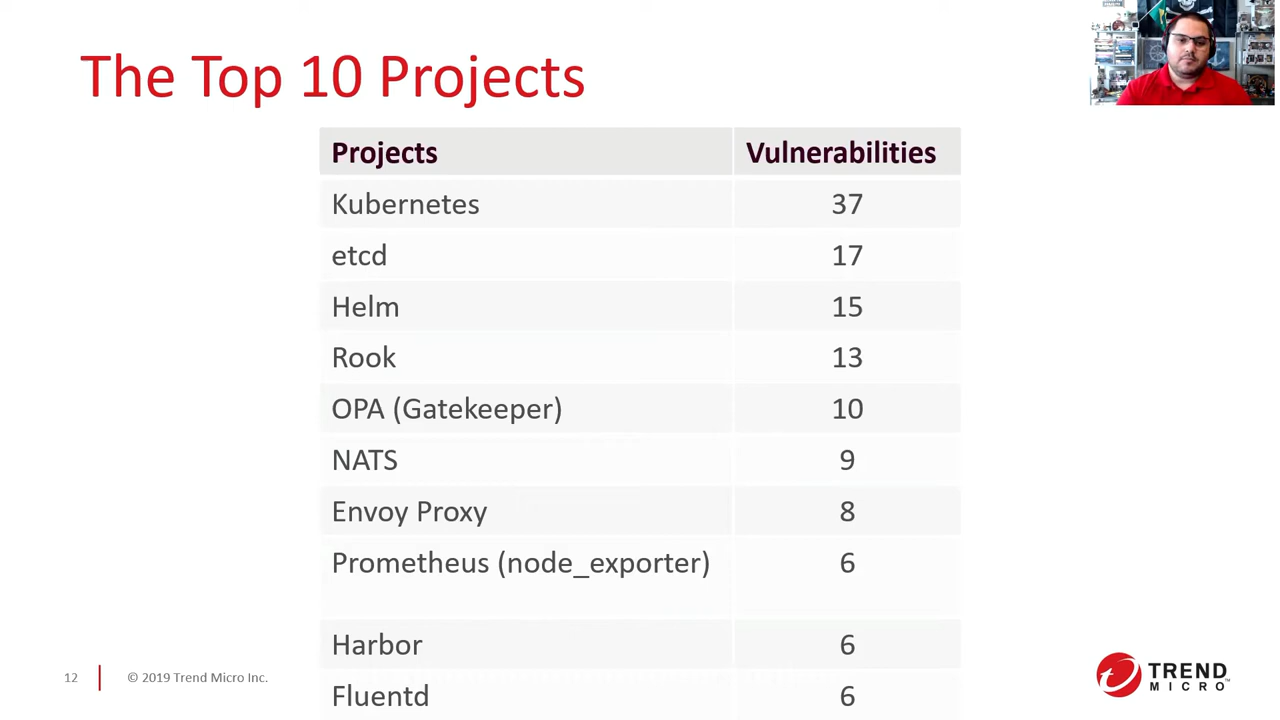 The Top 10 Projects
Projects Vulnerabilities
Kubernetes 37
etcd 17
Helm 15
Rook 13
OPA (Gatekeeper) 10
NATS 9
Envoy Proxy 8
Prometheus (node_exporter) 6
Harbor 6
Fluentd 6
12 © 2019 Trend Micro Inc.
TREND
MICRO™